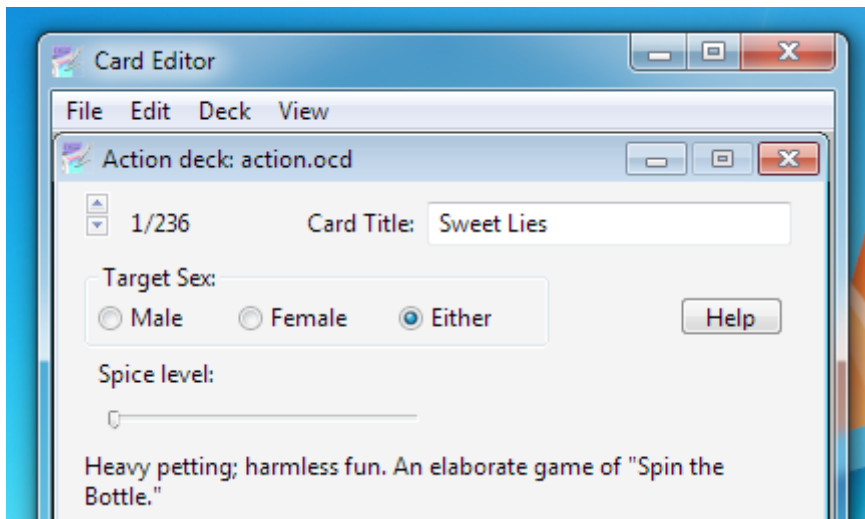 Card Editor
File Edit Deck View
Action deck: action.ocd
1/236 Card Title: Sweet Lies
Target Sex:
Male Female Either Help
Spice level:
Heavy petting; harmless fun. An elaborate game of "Spin the
Bottle."